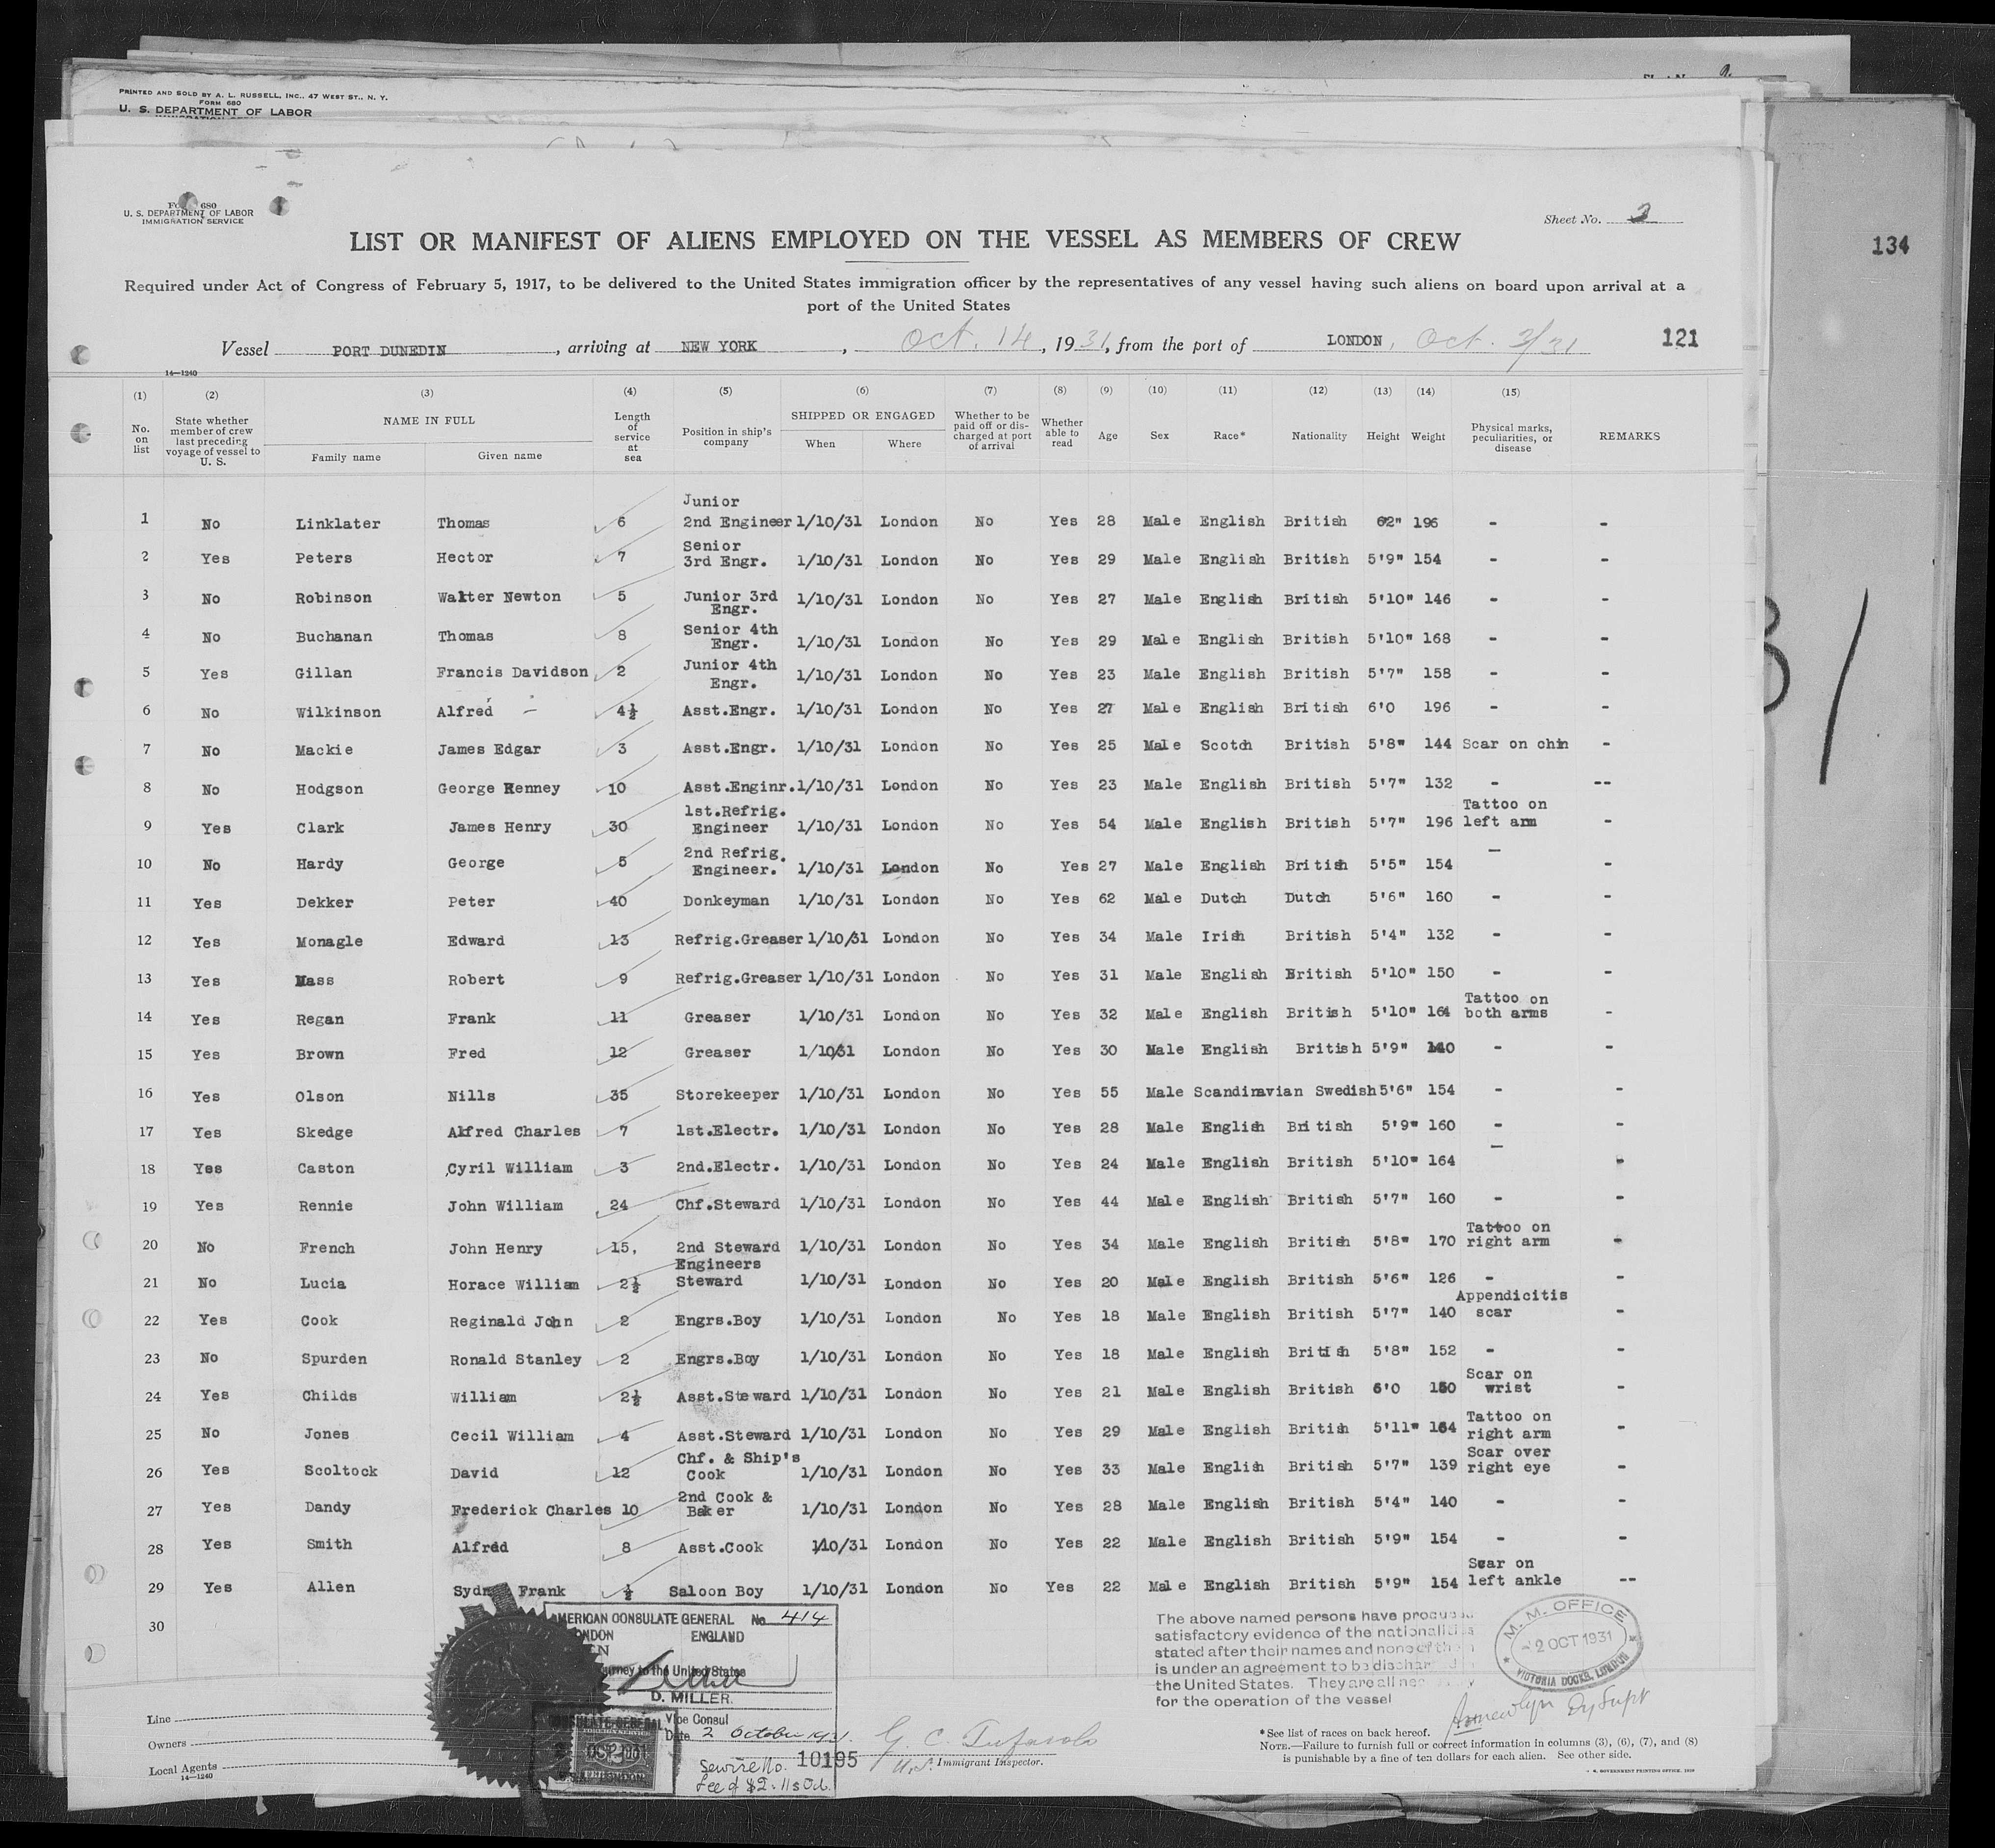 PRINTED AND SOLD BY A. L. RUSSELL, INC., 47 WEST ST., N. Y.
FORM 680
U. S. DEPARTMENT OF LABOR
680
U. S. DEPARTMENT OF LABOR
IMMIGRATION SERVICE
Sheet No.
LIST OR MANIFEST OF ALIENS EMPLOYED ON THE VESSEL AS MEMBERS OF CREW
134
Required under Act of Congress of February 5, 1917, to be delivered to the United States immigration officer by the representatives of any vessel having such aliens on board upon arrival at a
port of the United States
Vessel PORT DUNEDIN, arriving at NEW YORK, Oct. 14, 1931, from the port of LONDON, Oct. 2/31 121
14—1240
(1) (2) (3) (4) (5) (6) (7) (8) (9) (10) (11) (12) (13) (14) (15)
No. on list State whether member of crew last preceding voyage of vessel to U. S. NAME IN FULL Family name Given name Length of service at sea Position in ship's company SHIPPED OR ENGAGED When Where Whether to be paid off or discharged at port of arrival Whether able to read Age Sex Race* Nationality Height Weight Physical marks, peculiarities, or disease REMARKS
1 No Linklater Thomas 6 Junior 2nd Engineer 1/10/31 London No Yes 28 Male English British 62" 196 - -
2 Yes Peters Hector 7 Senior 3rd Engr. 1/10/31 London No Yes 29 Male English British 5'9" 154 - -
3 No Robinson Walter Newton 5 Junior 3rd Engr. 1/10/31 London No Yes 27 Male English British 5'10" 146 - -
4 No Buchanan Thomas 8 Senior 4th Engr. 1/10/31 London No Yes 29 Male English British 5'10" 168 - -
5 Yes Gillan Francis Davidson 2 Junior 4th Engr. 1/10/31 London No Yes 23 Male English British 5'7" 158 - -
6 No Wilkinson Alfred 4½ Asst.Engr. 1/10/31 London No Yes 27 Male English British 6'0 196 - -
7 No Mackie James Edgar 3 Asst.Engr. 1/10/31 London No Yes 25 Male Scotch British 5'8" 144 Scar on chin -
8 No Hodgson George Renney 10 Asst.Enginr. 1/10/31 London No Yes 23 Male English British 5'7" 132 - --
9 Yes Clark James Henry 30 1st.Refrig. Engineer 1/10/31 London No Yes 54 Male English British 5'7" 196 Tattoo on left arm -
10 No Hardy George 5 2nd Refrig. Engineer. 1/10/31 London No Yes 27 Male English British 5'5" 154 - -
11 Yes Dekker Peter 40 Donkeyman 1/10/31 London No Yes 62 Male Dutch Dutch 5'6" 160 - -
12 Yes Monagle Edward 13 Refrig.Greaser 1/10/31 London No Yes 34 Male Irish British 5'4" 132 - -
13 Yes Mass Robert 9 Refrig.Greaser 1/10/31 London No Yes 31 Male English British 5'10" 150 - -
14 Yes Regan Frank 11 Greaser 1/10/31 London No Yes 32 Male English British 5'10" 164 Tattoo on both arms -
15 Yes Brown Fred 12 Greaser 1/10/31 London No Yes 30 Male English British 5'9" 140 - -
16 Yes Olson Nills 35 Storekeeper 1/10/31 London No Yes 55 Male Scandinavian Swedish 5'6" 154 - -
17 Yes Skedge Alfred Charles 7 1st.Electr. 1/10/31 London No Yes 28 Male English British 5'9" 160 - -
18 Yes Caston Cyril William 3 2nd.Electr. 1/10/31 London No Yes 24 Male English British 5'10" 164 - -
19 Yes Rennie John William 24 Chf.Steward 1/10/31 London No Yes 44 Male English British 5'7" 160 - -
20 No French John Henry 15, 2nd Steward 1/10/31 London No Yes 34 Male English British 5'8" 170 Tattoo on right arm -
21 No Lucia Horace William 2½ Engineers Steward 1/10/31 London No Yes 20 Male English British 5'6" 126 - -
22 Yes Cook Reginald John 2 Engrs.Boy 1/10/31 London No Yes 18 Male English British 5'7" 140 Appendicitis scar -
23 No Spurden Ronald Stanley 2 Engrs.Boy 1/10/31 London No Yes 18 Male English British 5'8" 152 - -
24 Yes Childs William 2½ Asst.Steward 1/10/31 London No Yes 21 Male English British 6'0 150 Scar on wrist -
25 No Jones Cecil William 4 Asst.Steward 1/10/31 London No Yes 29 Male English British 5'11" 164 Tattoo on right arm -
26 Yes Scoltock David 12 Chf. & Ship's Cook 1/10/31 London No Yes 33 Male English British 5'7" 139 Scar over right eye -
27 Yes Dandy Frederick Charles 10 2nd Cook & Baker 1/10/31 London No Yes 28 Male English British 5'4" 140 - -
28 Yes Smith Alfred 8 Asst.Cook 1/10/31 London No Yes 22 Male English British 5'9" 154 - -
29 Yes Allen Frank ½ Saloon Boy 1/10/31 London No Yes 22 Male English British 5'9" 154 Scar on left ankle --
30
MERICAN CONSULATE GENERAL No. 414
ONDON ENGLAND
urney to the United States
D. MILLER.
Vice Consul
Date 2 October 1931.
Service No. 10195
Fee of $2.
The above named persons have produced
satisfactory evidence of the nationalities
stated after their names and none of them
is under an agreement to be discharged
the United States. They are all necessary
for the operation of the vessel
M. M. OFFICE
2 OCT 1931
VICTORIA DOCKS, LONDON
Dy Supt
Line
Owners
Local Agents
14—1240
U.S. Immigrant Inspector.
*See list of races on back hereof.
NOTE.—Failure to furnish full or correct information in columns (3), (6), (7), and (8)
is punishable by a fine of ten dollars for each alien. See other side.